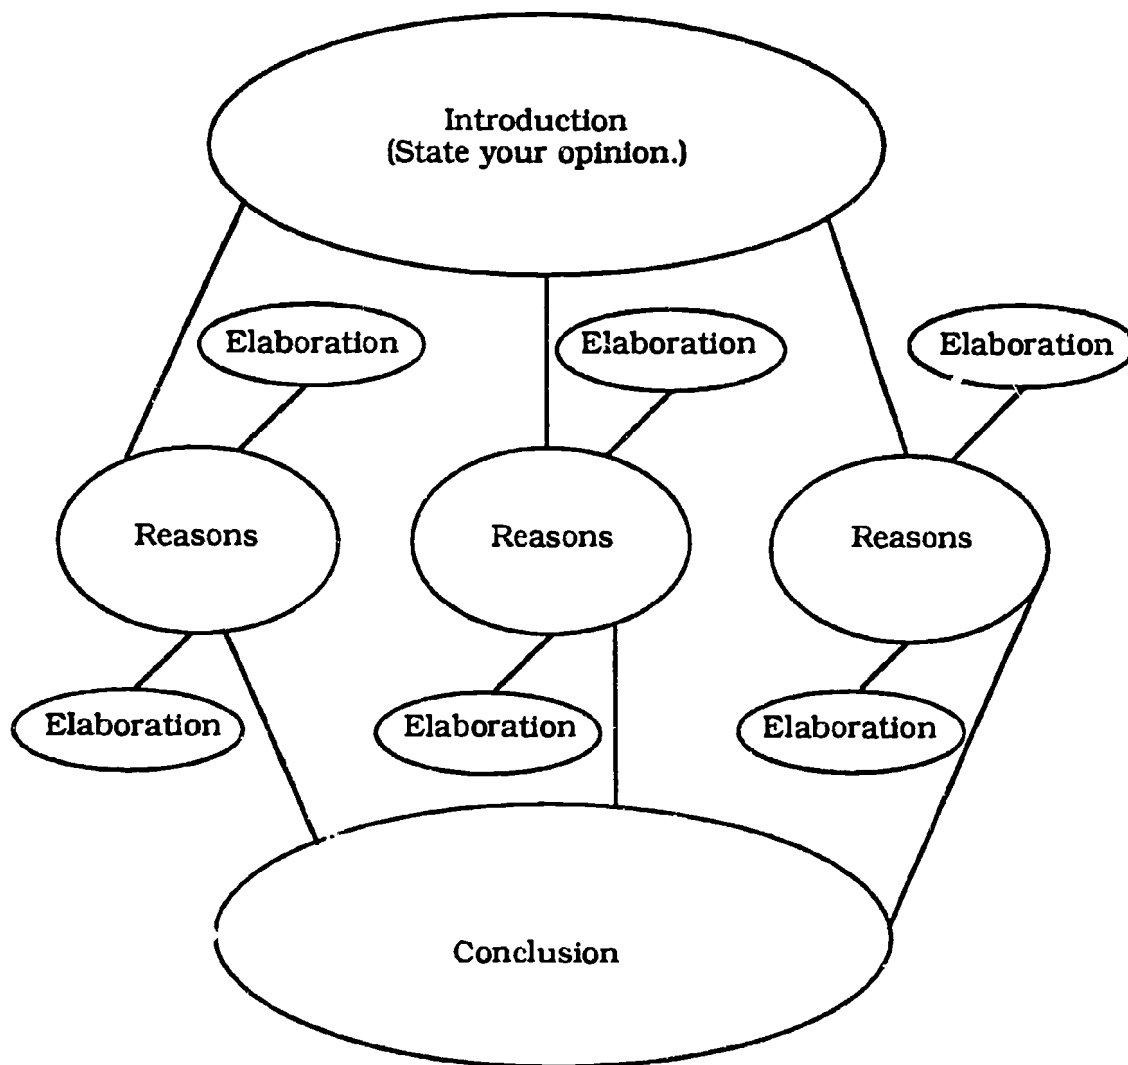 Introduction
(State your opinion.)
Elaboration
Elaboration
Elaboration
Reasons
Reasons
Reasons
Elaboration
Elaboration
Elaboration
Conclusion